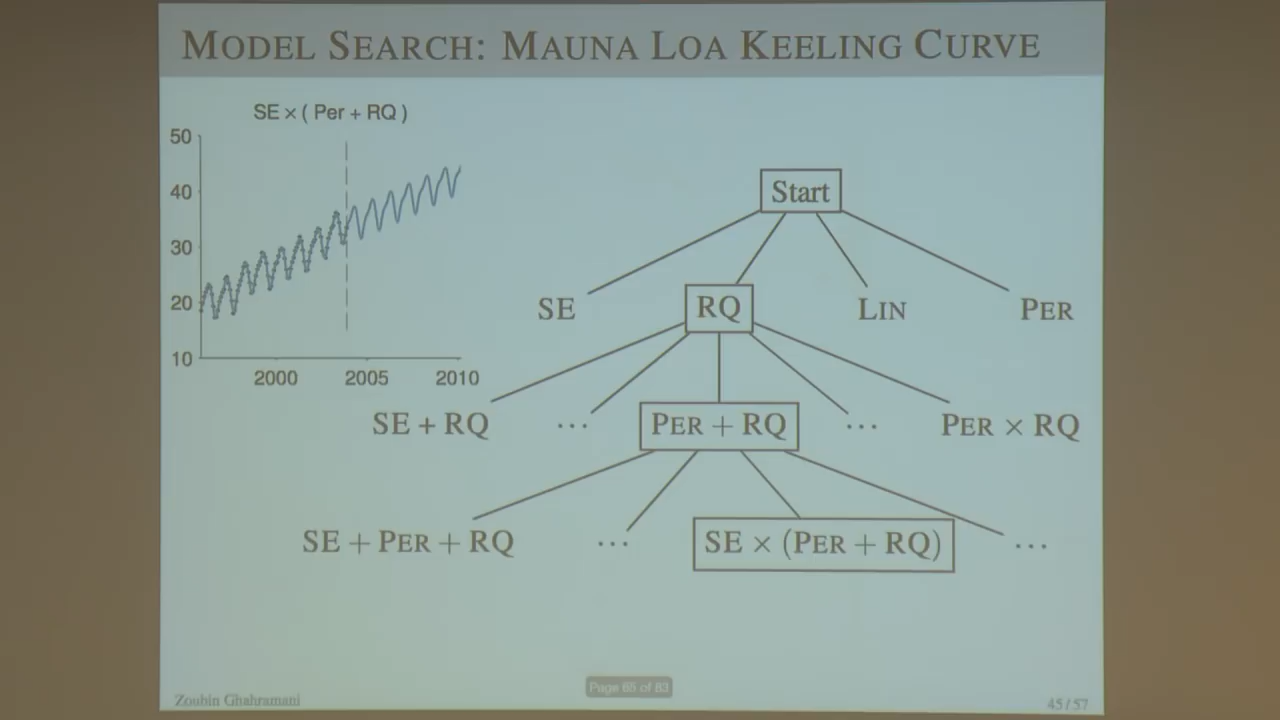 MODEL SEARCH: MAUNA LOA KEELING CURVE
SE × ( Per + RQ )
50
40
30
20
10
2000 2005 2010
Start
SE RQ LIN PER
SE + RQ ... PER + RQ ... PER × RQ
SE + PER + RQ ... SE × (PER + RQ) ...
Page 65 of 83
Zoubin Ghahramani
45 / 57